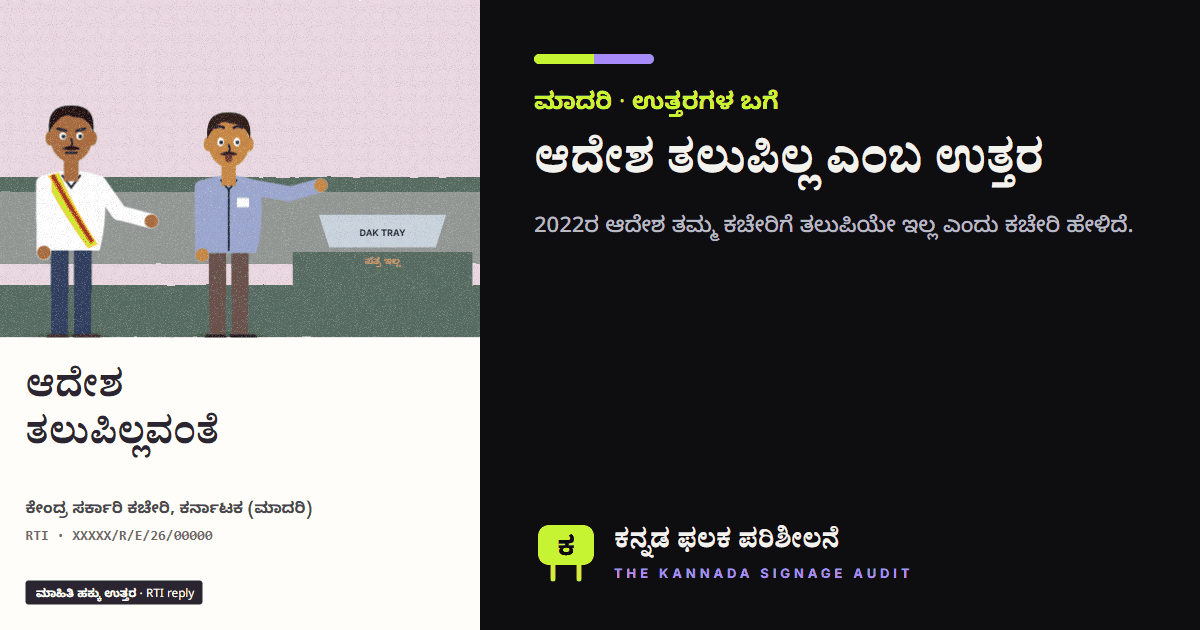 DAK TRAY
ಪತ್ರ ಇಲ್ಲ
ಆದೇಶ
ತಲುಪಿಲ್ಲವಂತೆ
ಕೇಂದ್ರ ಸರ್ಕಾರಿ ಕಚೇರಿ, ಕರ್ನಾಟಕ (ಮಾದರಿ)
RTI · XXXXX/R/E/26/00000
ಮಾಹಿತಿ ಹಕ್ಕು ಉತ್ತರ · RTI reply
ಮಾದರಿ · ಉತ್ತರಗಳ ಬಗೆ
ಆದೇಶ ತಲುಪಿಲ್ಲ ಎಂಬ ಉತ್ತರ
2022ರ ಆದೇಶ ತಮ್ಮ ಕಚೇರಿಗೆ ತಲುಪಿಯೇ ಇಲ್ಲ ಎಂದು ಕಚೇರಿ ಹೇಳಿದೆ.
ಕ
ಕನ್ನಡ ಫಲಕ ಪರಿಶೀಲನೆ
THE KANNADA SIGNAGE AUDIT